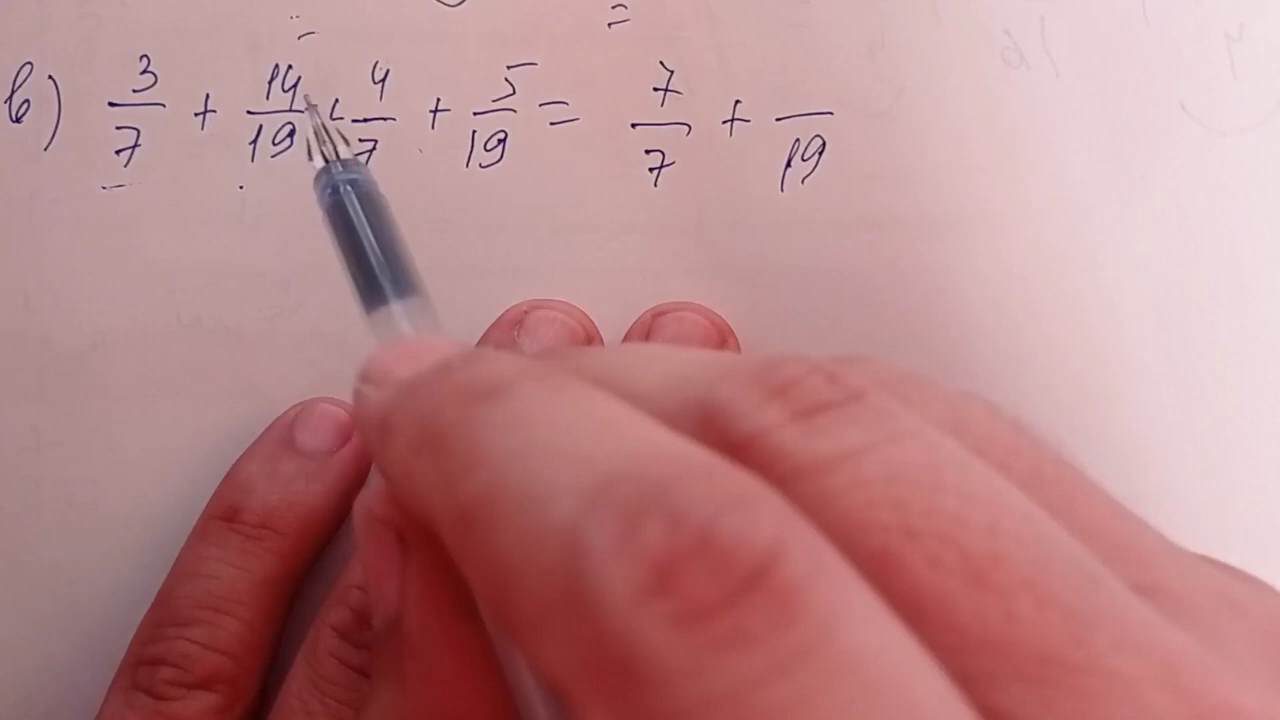 в) 3/7 + 14/19 + 4/7 + 5/19 = 7/7 + /19